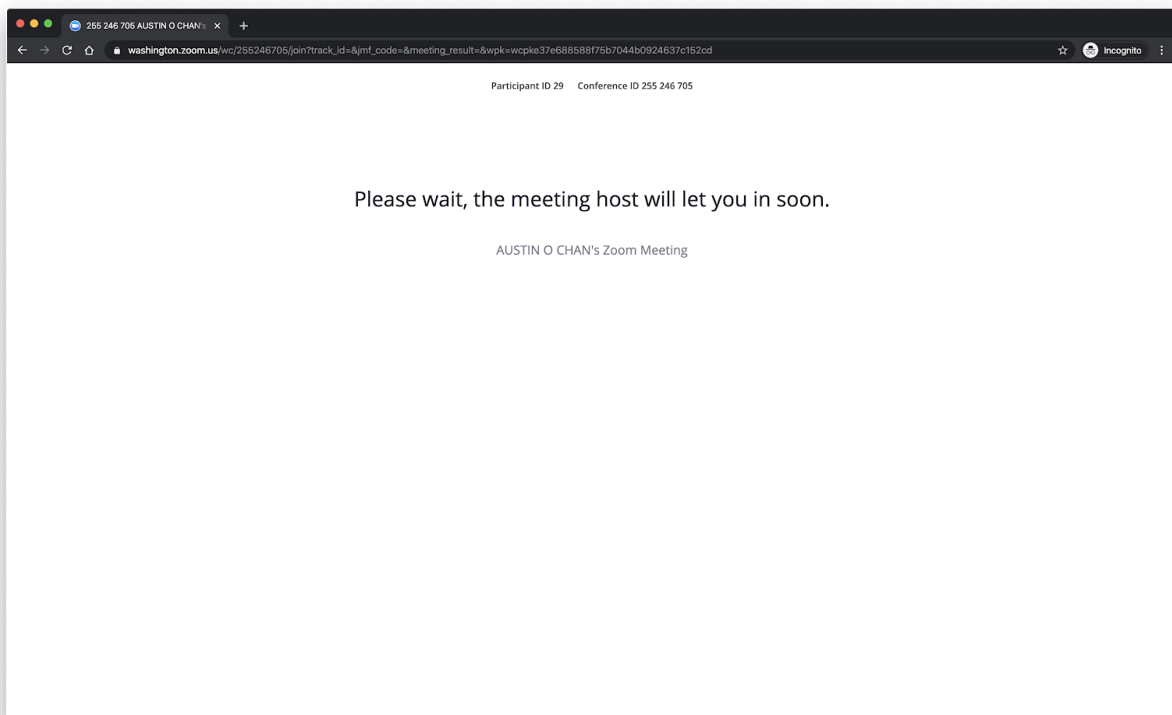 255 246 705 AUSTIN O CHAN's
washington.zoom.us/wc/255246705/join?track_id=&jmf_code=&meeting_result=&wpk=wcpke37e688588f75b7044b0924637c152cd
Incognito
Participant ID 29 Conference ID 255 246 705
Please wait, the meeting host will let you in soon.
AUSTIN O CHAN's Zoom Meeting